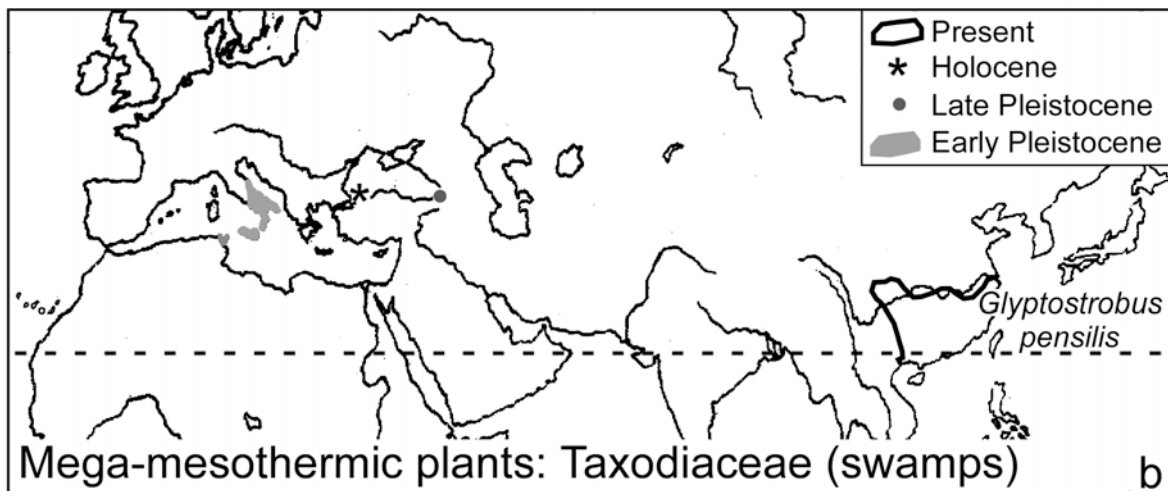 Present
* Holocene
Late Pleistocene
Early Pleistocene
Glyptostrobus
pensilis
Mega-mesothermic plants: Taxodiaceae (swamps)
b